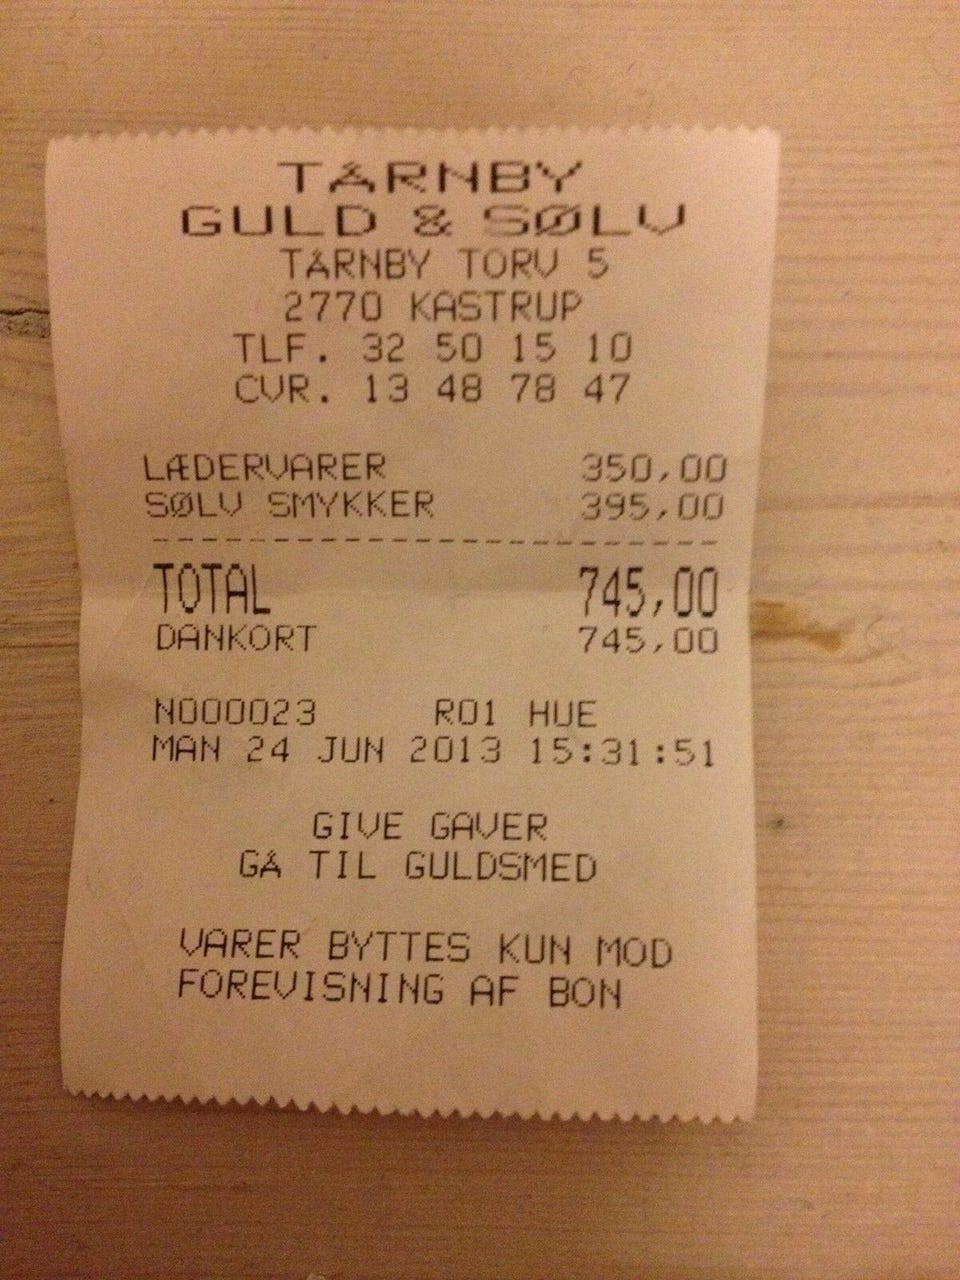 TÅRNBY
GULD & SØLV
TÅRNBY TORV 5
2770 KASTRUP
TLF. 32 50 15 10
CVR. 13 48 78 47
LÆDERVARER 350,00
SØLV SMYKKER 395,00
------------------------
TOTAL 745,00
DANKORT 745,00
N000023 R01 HUE
MAN 24 JUN 2013 15:31:51
GIVE GAVER
GÅ TIL GULDSMED
VARER BYTTES KUN MOD
FOREVISNING AF BON